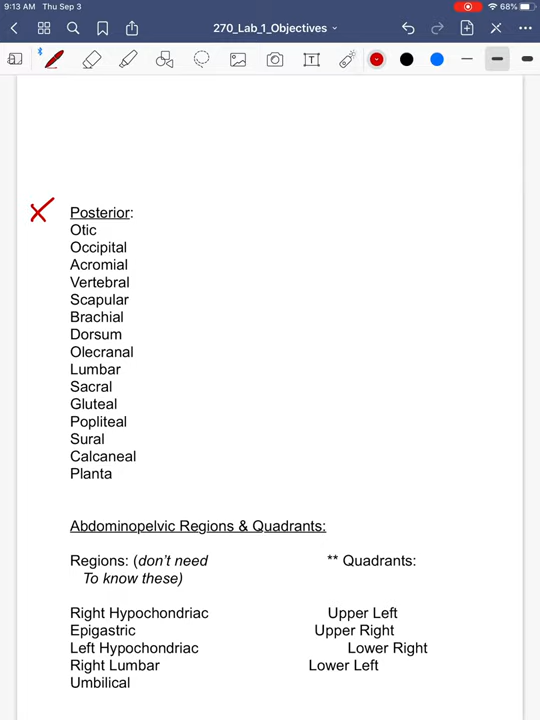 9:13 AM Thu Sep 3
68%
270_Lab_1_Objectives
T
Posterior:
Otic
Occipital
Acromial
Vertebral
Scapular
Brachial
Dorsum
Olecranal
Lumbar
Sacral
Gluteal
Popliteal
Sural
Calcaneal
Planta
Abdominopelvic Regions & Quadrants:
Regions: (don't need
To know these)
** Quadrants:
Right Hypochondriac
Epigastric
Left Hypochondriac
Right Lumbar
Umbilical
Upper Left
Upper Right
Lower Right
Lower Left